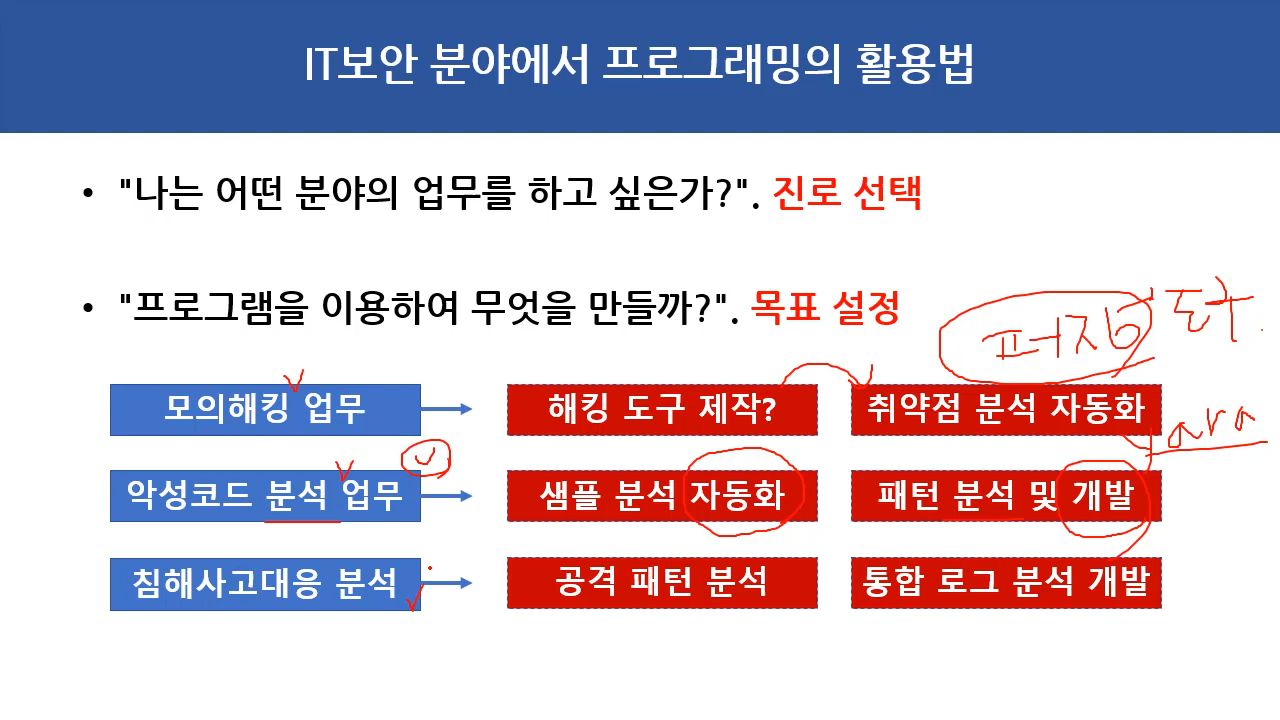 IT보안 분야에서 프로그래밍의 활용법
• "나는 어떤 분야의 업무를 하고 싶은가?". 진로 선택
• "프로그램을 이용하여 무엇을 만들까?". 목표 설정
퍼징 도구
모의해킹 업무 해킹 도구 제작? 취약점 분석 자동화
악성코드 분석 업무 샘플 분석 자동화 패턴 분석 및 개발
침해사고대응 분석 공격 패턴 분석 통합 로그 분석 개발